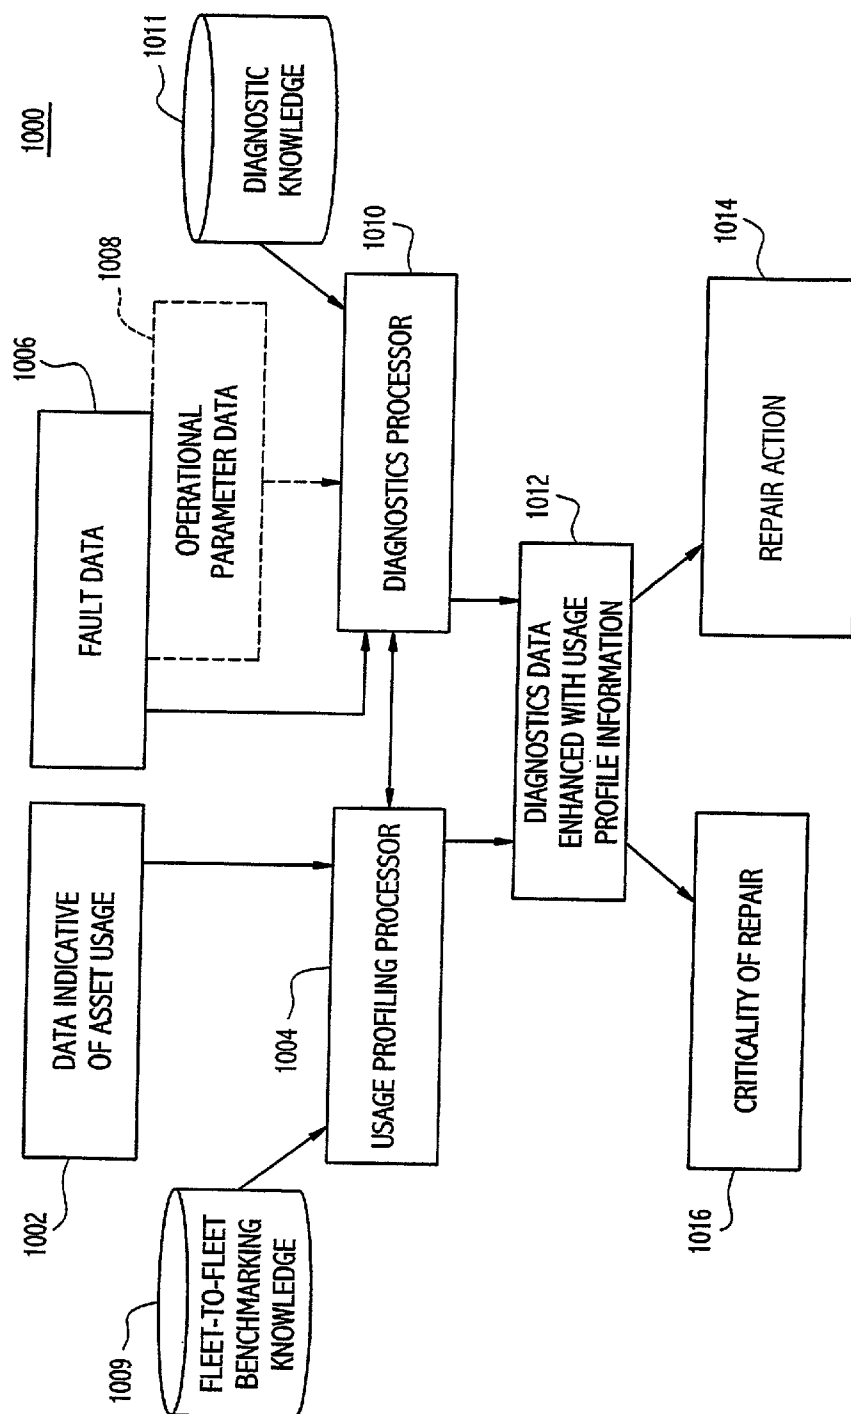 1000
1002
DATA INDICATIVE
OF ASSET USAGE
FAULT DATA
1006
OPERATIONAL
PARAMETER DATA
1008
1009
FLEET-TO-FLEET
BENCHMARKING
KNOWLEDGE
1004
USAGE PROFILING PROCESSOR
DIAGNOSTICS PROCESSOR
1010
DIAGNOSTIC
KNOWLEDGE
1011
DIAGNOSTICS DATA
ENHANCED WITH USAGE
PROFILE INFORMATION
1012
1016
CRITICALITY OF REPAIR
REPAIR ACTION
1014